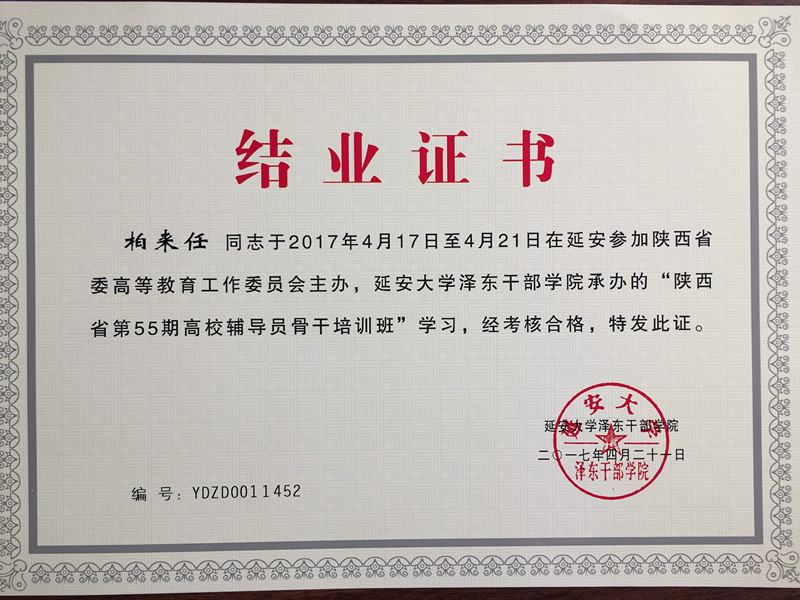 结业证书
柏来任 同志于2017年4月17日至4月21日在延安参加陕西省
委高等教育工作委员会主办，延安大学泽东干部学院承办的“陕西
省第55期高校辅导员骨干培训班”学习，经考核合格，特发此证。
延安大学泽东干部学院
二〇一七年四月二十一日
延安大学
泽东干部学院
编 号：YDZD0011452